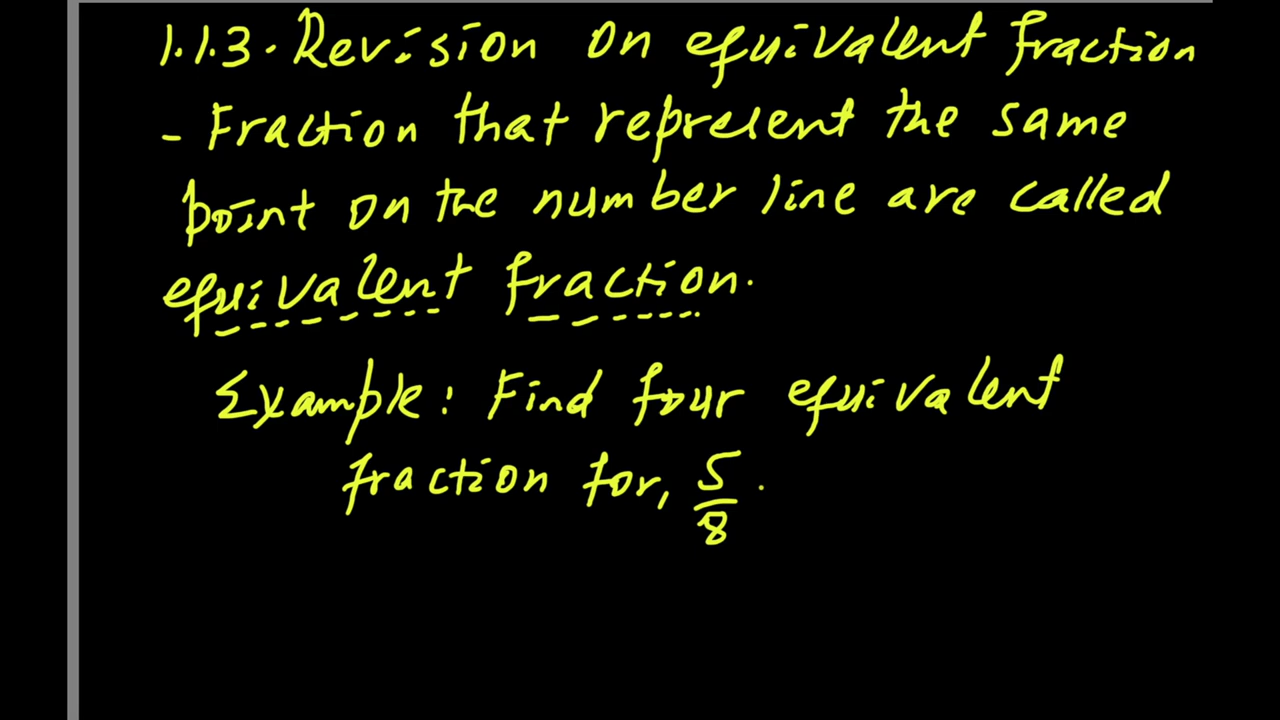 1.1.3. Revision on equivalent fraction
- Fraction that represent the same
point on the number line are called
equivalent fraction.
Example: Find four equivalent
fraction for, 5/8.